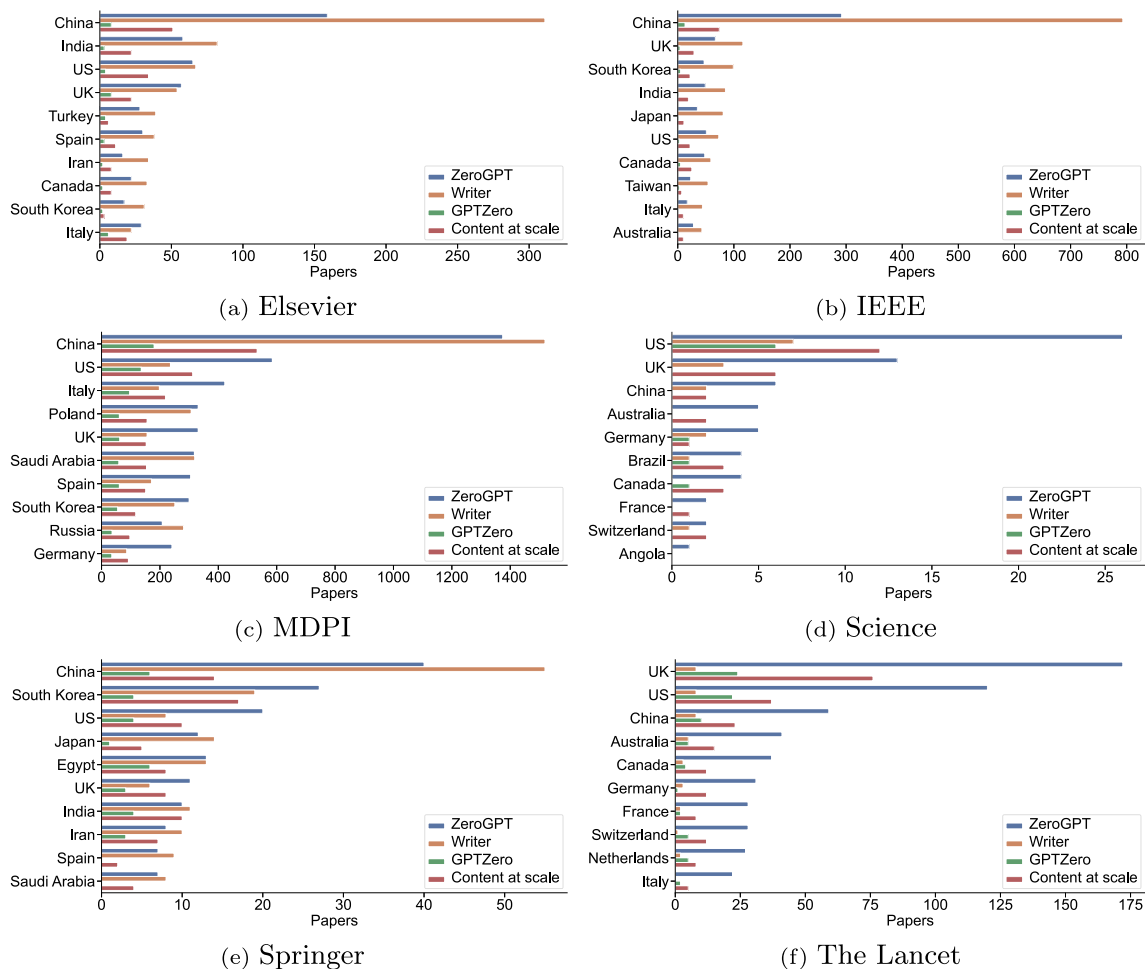 China
India
US
UK
Turkey
Spain
Iran
Canada
South Korea
Italy
ZeroGPT
Writer
GPTZero
Content at scale
0 50 100 150 200 250 300
Papers
(a) Elsevier
China
UK
South Korea
India
Japan
US
Canada
Taiwan
Italy
Australia
ZeroGPT
Writer
GPTZero
Content at scale
0 100 200 300 400 500 600 700 800
Papers
(b) IEEE
China
US
Italy
Poland
UK
Saudi Arabia
Spain
South Korea
Russia
Germany
ZeroGPT
Writer
GPTZero
Content at scale
0 200 400 600 800 1000 1200 1400
Papers
(c) MDPI
US
UK
China
Australia
Germany
Brazil
Canada
France
Switzerland
Angola
ZeroGPT
Writer
GPTZero
Content at scale
0 5 10 15 20 25
Papers
(d) Science
China
South Korea
US
Japan
Egypt
UK
India
Iran
Spain
Saudi Arabia
ZeroGPT
Writer
GPTZero
Content at scale
0 10 20 30 40 50
Papers
(e) Springer
UK
US
China
Australia
Canada
Germany
France
Switzerland
Netherlands
Italy
ZeroGPT
Writer
GPTZero
Content at scale
0 25 50 75 100 125 150 175
Papers
(f) The Lancet